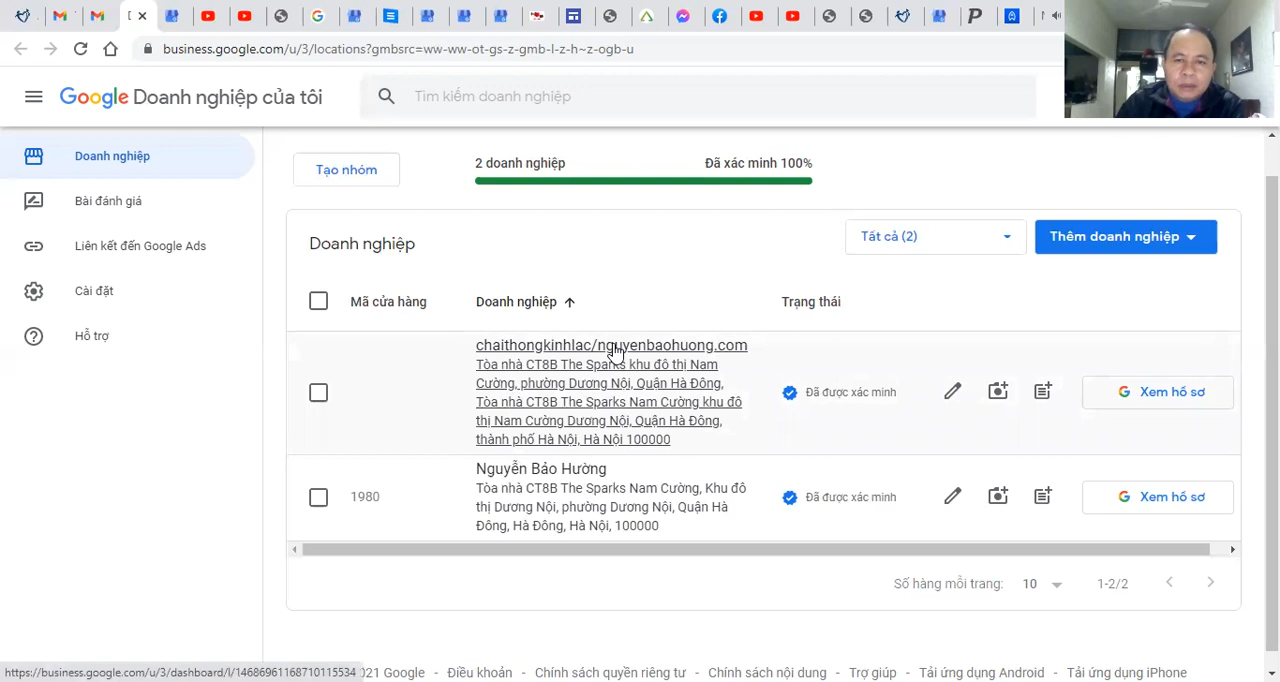 business.google.com/u/3/locations?gmbsrc=ww-ww-ot-gs-z-gmb-l-z-h~z-ogb-u
Google Doanh nghiệp của tôi
Tìm kiếm doanh nghiệp
Doanh nghiệp
Bài đánh giá
Liên kết đến Google Ads
Cài đặt
Hỗ trợ
Tạo nhóm
2 doanh nghiệp
Đã xác minh 100%
Doanh nghiệp
Tất cả (2)
Thêm doanh nghiệp
Mã cửa hàng
Doanh nghiệp
Trạng thái
chaithongkinhlac/nguyenbaohuong.com
Tòa nhà CT8B The Sparks khu đô thị Nam
Cường, phường Dương Nội, Quận Hà Đông,
Tòa nhà CT8B The Sparks Nam Cường khu đô
thị Nam Cường Dương Nội, Quận Hà Đông,
thành phố Hà Nội, Hà Nội 100000
Đã được xác minh
Xem hồ sơ
1980
Nguyễn Bảo Hường
Tòa nhà CT8B The Sparks Nam Cường, Khu đô
thị Dương Nội, phường Dương Nội, Quận Hà
Đông, Hà Đông, Hà Nội, 100000
Đã được xác minh
Xem hồ sơ
Số hàng mỗi trang: 10 1-2/2
https://business.google.com/u/3/dashboard/l/14686961168710115534
2021 Google - Điều khoản - Chính sách quyền riêng tư - Chính sách nội dung - Trợ giúp - Tải ứng dụng Android - Tải ứng dụng iPhone